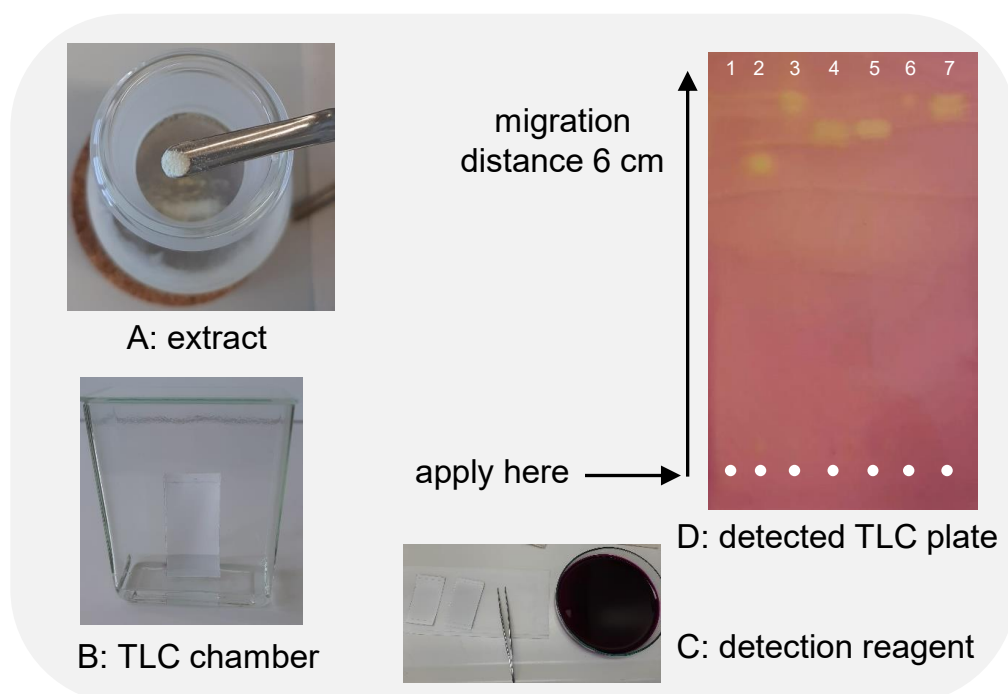 A: extract
B: TLC chamber
migration
distance 6 cm
apply here
1 2 3 4 5 6 7
D: detected TLC plate
C: detection reagent